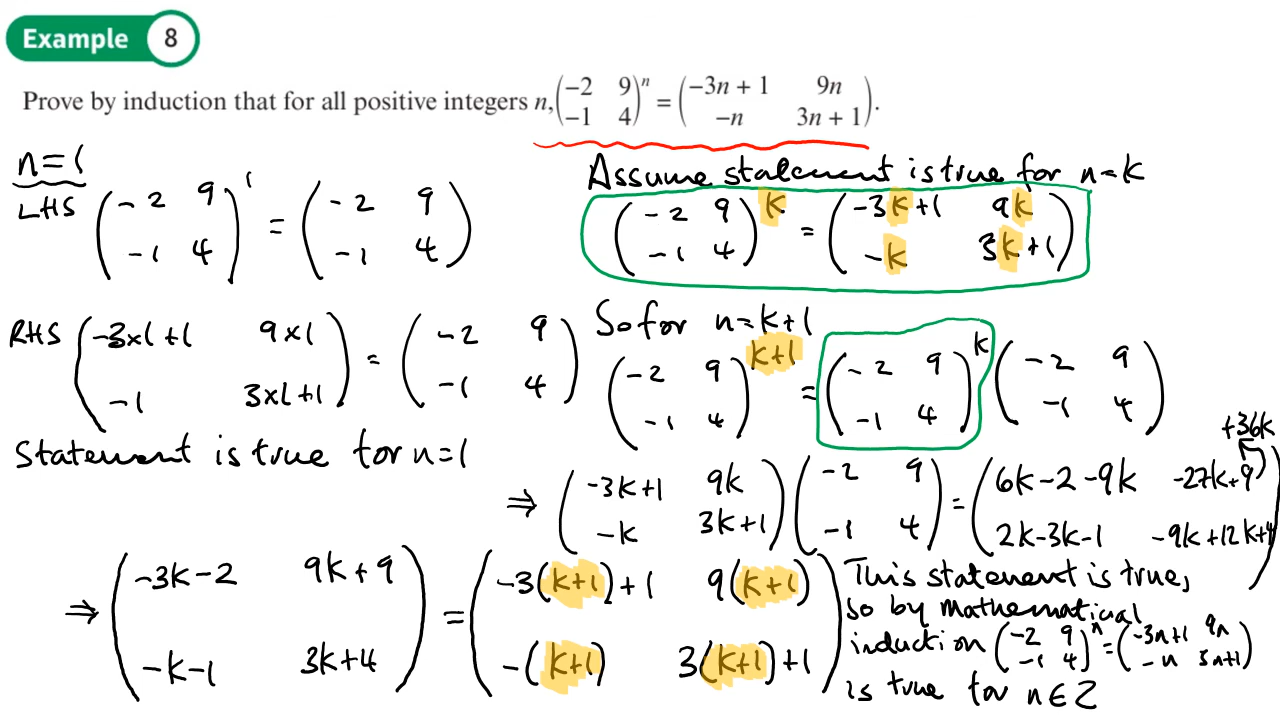 Example 8
Prove by induction that for all positive integers n, (−2 9 / −1 4)^n = (−3n + 1 9n / −n 3n + 1).
n=1
LHS (-2 9 / -1 4)^1 = (-2 9 / -1 4)
RHS (-3x1+1 9x1 / -1 3x1+1) = (-2 9 / -1 4)
Statement is true for n=1
Assume statement is true for n=k
(-2 9 / -1 4)^k = (-3k+1 9k / -k 3k+1)
So for n=k+1
(-2 9 / -1 4)^k+1 = (-2 9 / -1 4)^k (-2 9 / -1 4)
+36k
⇒ (-3k+1 9k / -k 3k+1) (-2 9 / -1 4) = (6k-2-9k -27k+9 / 2k-3k-1 -9k+12k+4)
⇒ (-3k-2 9k+9 / -k-1 3k+4) = (-3(k+1)+1 9(k+1) / -(k+1) 3(k+1)+1)
This statement is true,
so by mathematical
induction (-2 9 / -1 4)^n = (-3n+1 9n / -n 3n+1)
is true for n∈Z